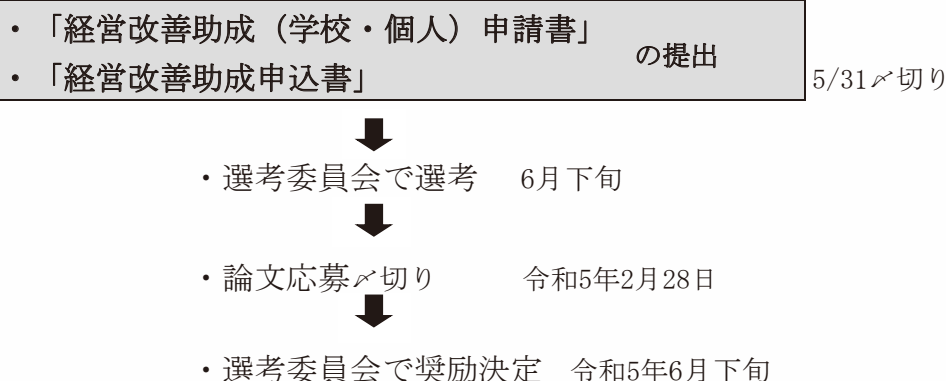 ・「経営改善助成（学校・個人）申請書」
・「経営改善助成申込書」
の提出
5/31〆切り
・選考委員会で選考　6月下旬
・論文応募〆切り　令和5年2月28日
・選考委員会で奨励決定　令和5年6月下旬